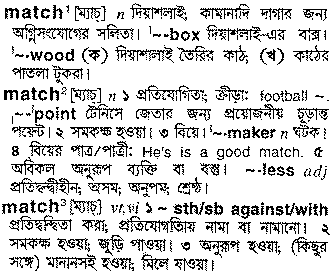 match¹ [ম্যাচ্] n দিয়াশলাই; কামানাদি দাগার জন্য
অগ্নিসংযোগের সলিতা। '~-box দিয়াশলাই-এর বাক্স।
'~-wood (ক) দিয়াশলাই তৈরির কাঠ; (খ) কাঠের
পাতলা টুকরা।
match² [ম্যাচ্] n ১ প্রতিযোগিতা; ক্রীড়া: football ~.
,~-'point টেনিসে জেতার জন্য প্রয়োজনীয় চূড়ান্ত
পয়েন্ট। ২ সমকক্ষ হওয়া। ৩ বিয়ে। '~-maker n ঘটক।
৪ বিয়ের পাত্র/পাত্রী: He's is a good match. ৫
অবিকল অনুরূপ ব্যক্তি বা বস্তু। ~-less adj
প্রতিদ্বন্দ্বীহীন; অসম; অনুপম; শ্রেষ্ঠ।
match³ [ম্যাচ্] vt,vi ১ ~ sth/sb against/with
প্রতিদ্বন্দ্বিতা করা; প্রতিযোগতিায় নামা বা নামানো। ২
সমকক্ষ হওয়া; জুড়ি পাওয়া। ৩ অনুরূপ হওয়া; (কিছুর
সঙ্গে) মানানসই হওয়া; মিলে যাওয়া।